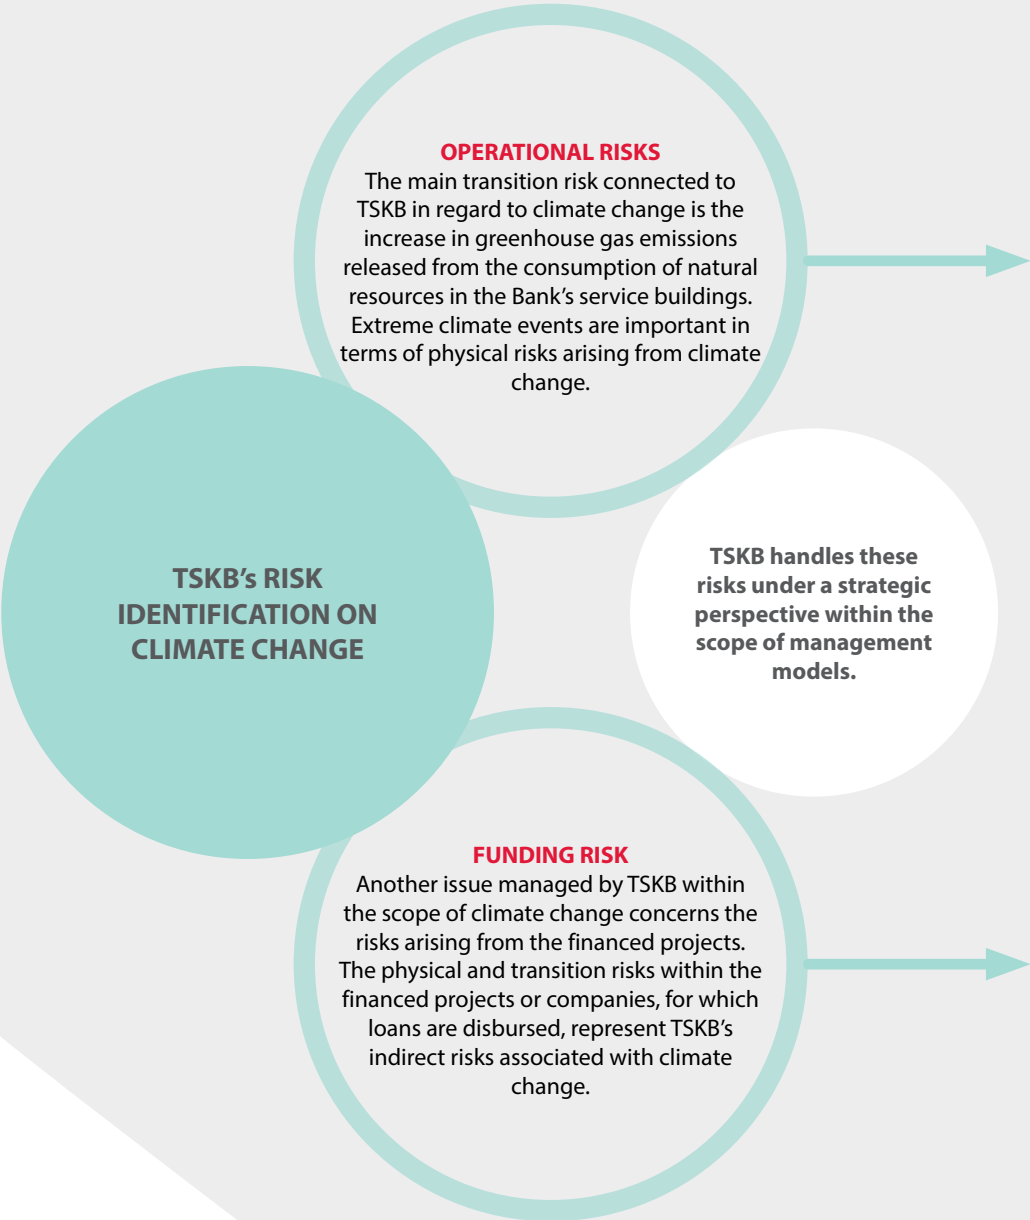 OPERATIONAL RISKS
The main transition risk connected to
TSKB in regard to climate change is the
increase in greenhouse gas emissions
released from the consumption of natural
resources in the Bank’s service buildings.
Extreme climate events are important in
terms of physical risks arising from climate
change.
TSKB’s RISK
IDENTIFICATION ON
CLIMATE CHANGE
TSKB handles these
risks under a strategic
perspective within the
scope of management
models.
FUNDING RISK
Another issue managed by TSKB within
the scope of climate change concerns the
risks arising from the financed projects.
The physical and transition risks within the
financed projects or companies, for which
loans are disbursed, represent TSKB’s
indirect risks associated with climate
change.